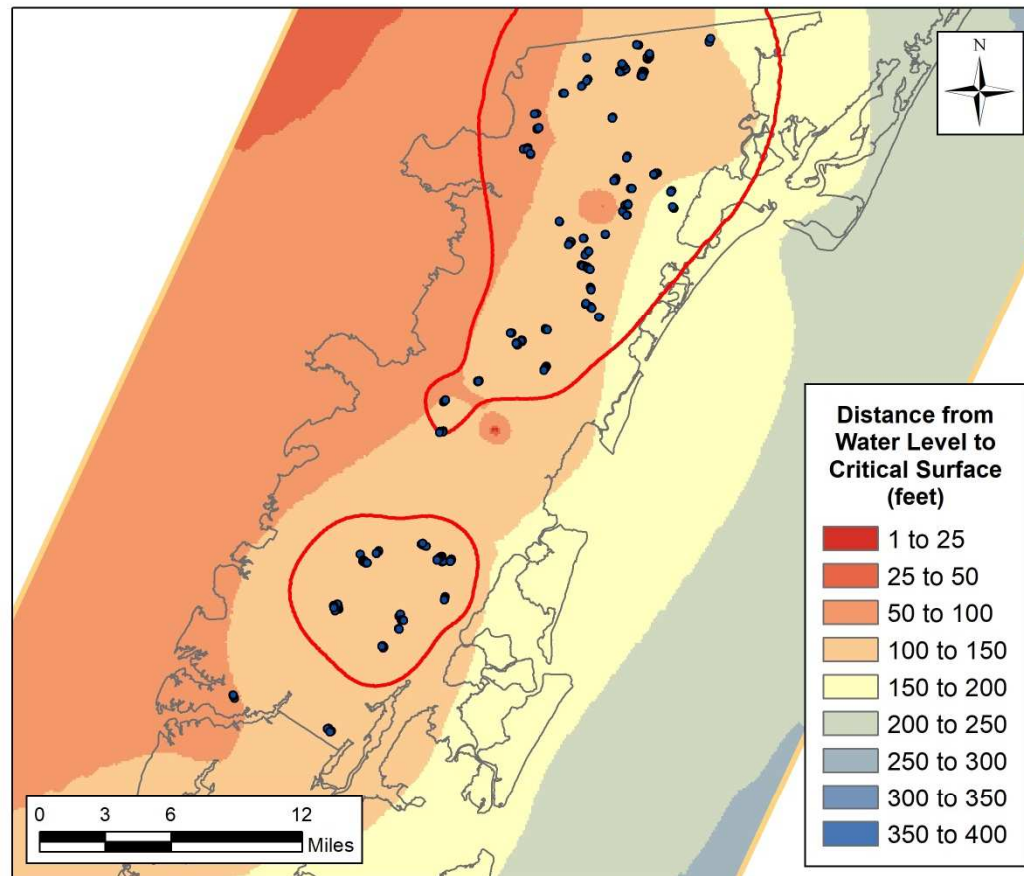 N
Distance from
Water Level to
Critical Surface
(feet)
1 to 25
25 to 50
50 to 100
100 to 150
150 to 200
200 to 250
250 to 300
300 to 350
350 to 400
0 3 6 12
Miles